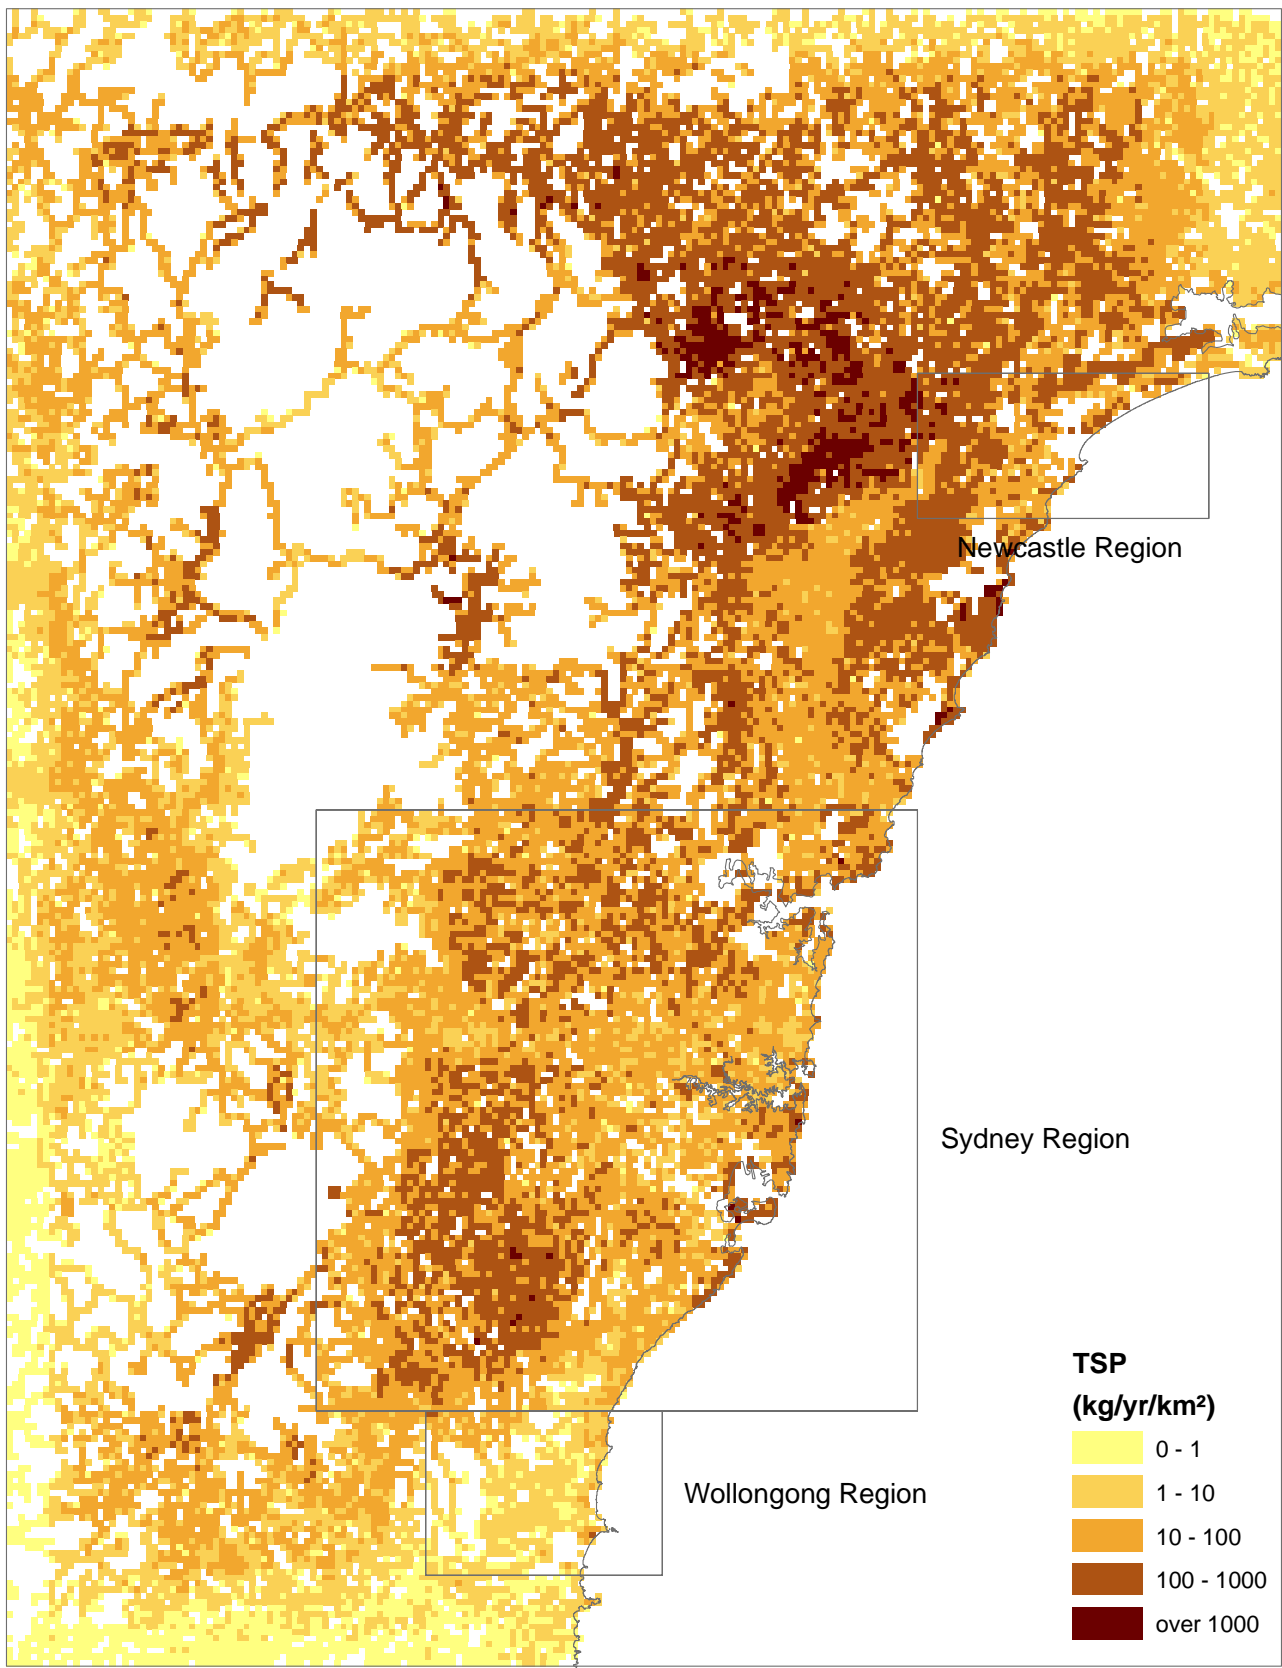 Newcastle Region
Sydney Region
TSP
(kg/yr/km²)
0 - 1
1 - 10
10 - 100
Wollongong Region
100 - 1000
over 1000